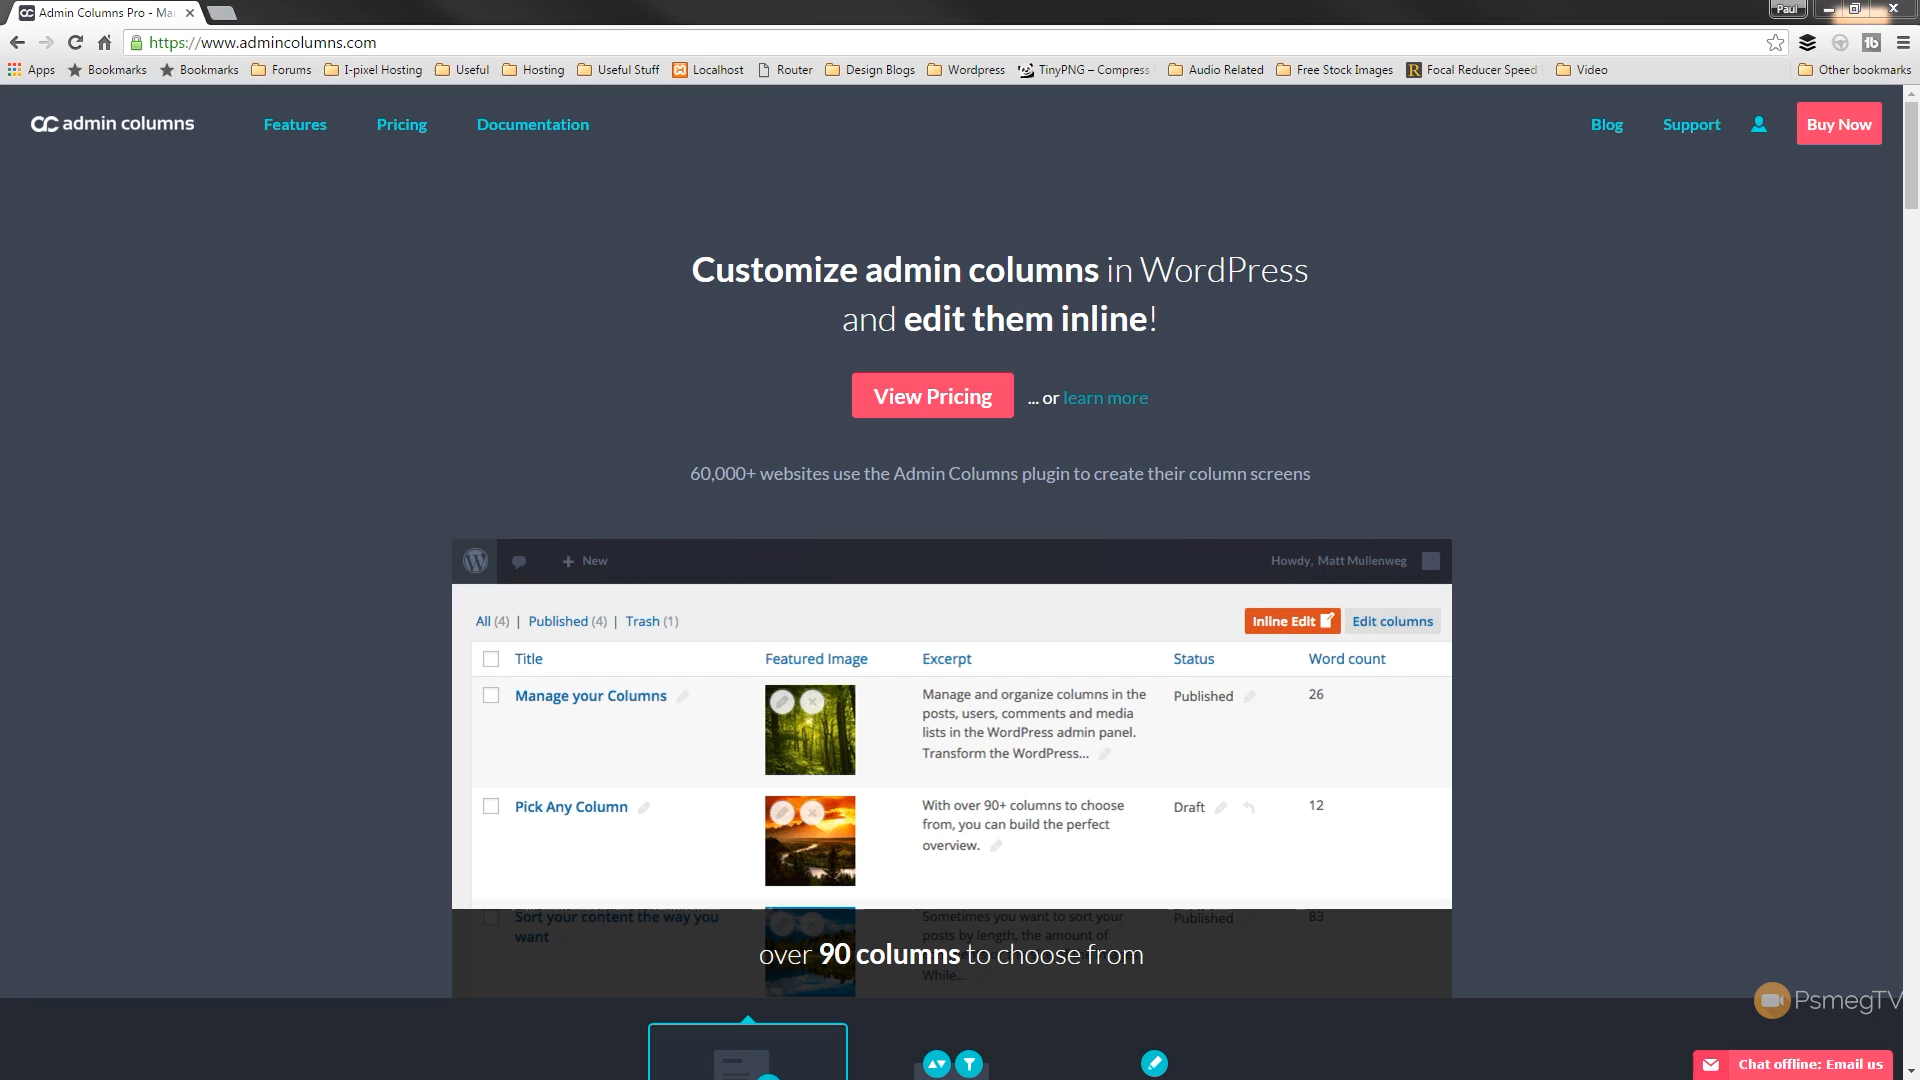 Admin Columns Pro - Ma
Paul
https://www.admincolumns.com
Apps
Bookmarks
Bookmarks
Forums
I-pixel Hosting
Useful
Hosting
Useful Stuff
Localhost
Router
Design Blogs
Wordpress
TinyPNG – Compress
Audio Related
Free Stock Images
Focal Reducer Speed
Video
Other bookmarks
admin columns
Features
Pricing
Documentation
Blog
Support
Buy Now
Customize admin columns in WordPress
and edit them inline!
View Pricing
... or learn more
60,000+ websites use the Admin Columns plugin to create their column screens
New
Howdy, Matt Mullenweg
All (4) | Published (4) | Trash (1)
Inline Edit
Edit columns
Title
Featured Image
Excerpt
Status
Word count
Manage your Columns
Manage and organize columns in the
posts, users, comments and media
lists in the WordPress admin panel.
Transform the WordPress...
Published
26
Pick Any Column
With over 90+ columns to choose
from, you can build the perfect
overview.
Draft
12
Sort your content the way you
want
Sometimes you want to sort your
posts by length, the amount of
While...
Published
83
over 90 columns to choose from
PsmegTV
Chat offline: Email us